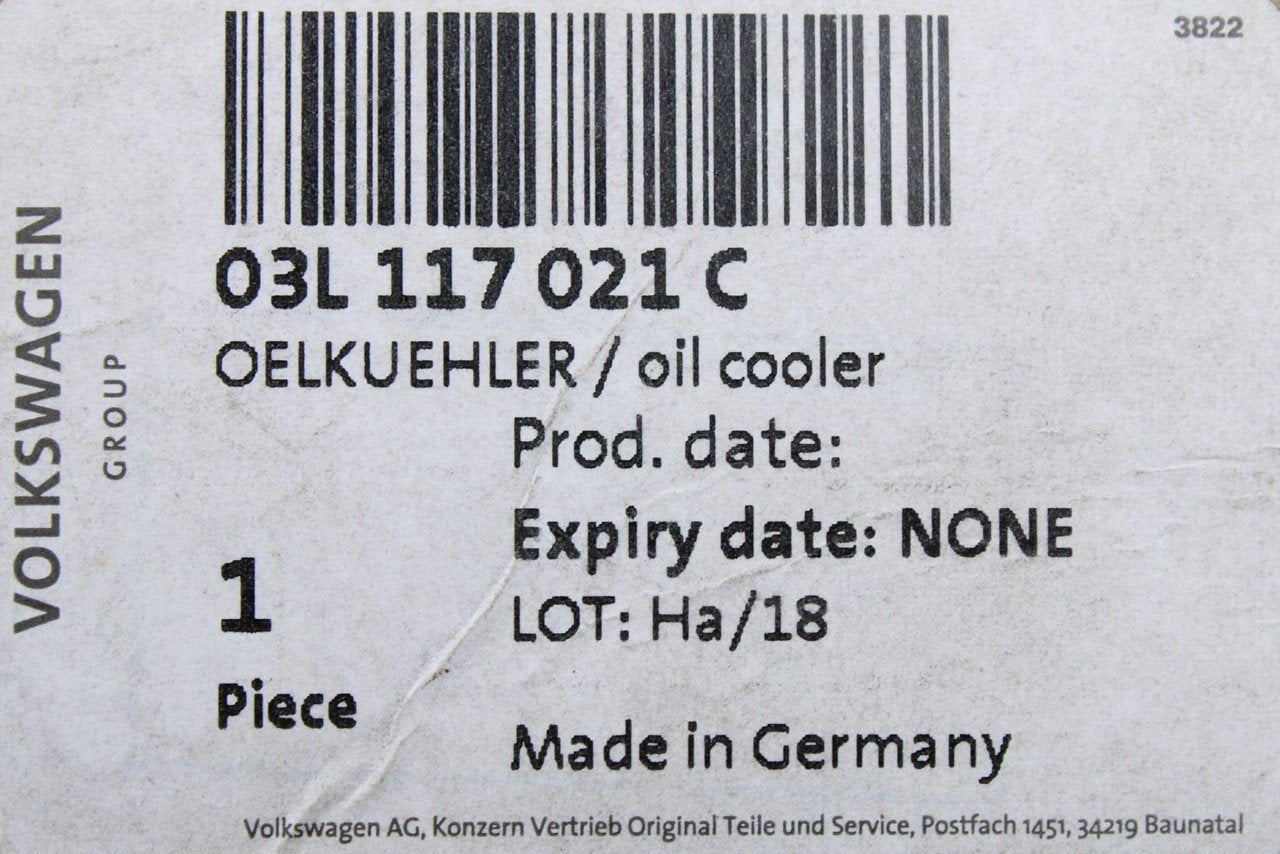 3822
VOLKSWAGEN
GROUP
03L 117 021 C
OELKUEHLER / oil cooler
Prod. date:
Expiry date: NONE
1
LOT: Ha/18
Piece
Made in Germany
Volkswagen AG, Konzern Vertrieb Original Teile und Service, Postfach 1451, 34219 Baunatal